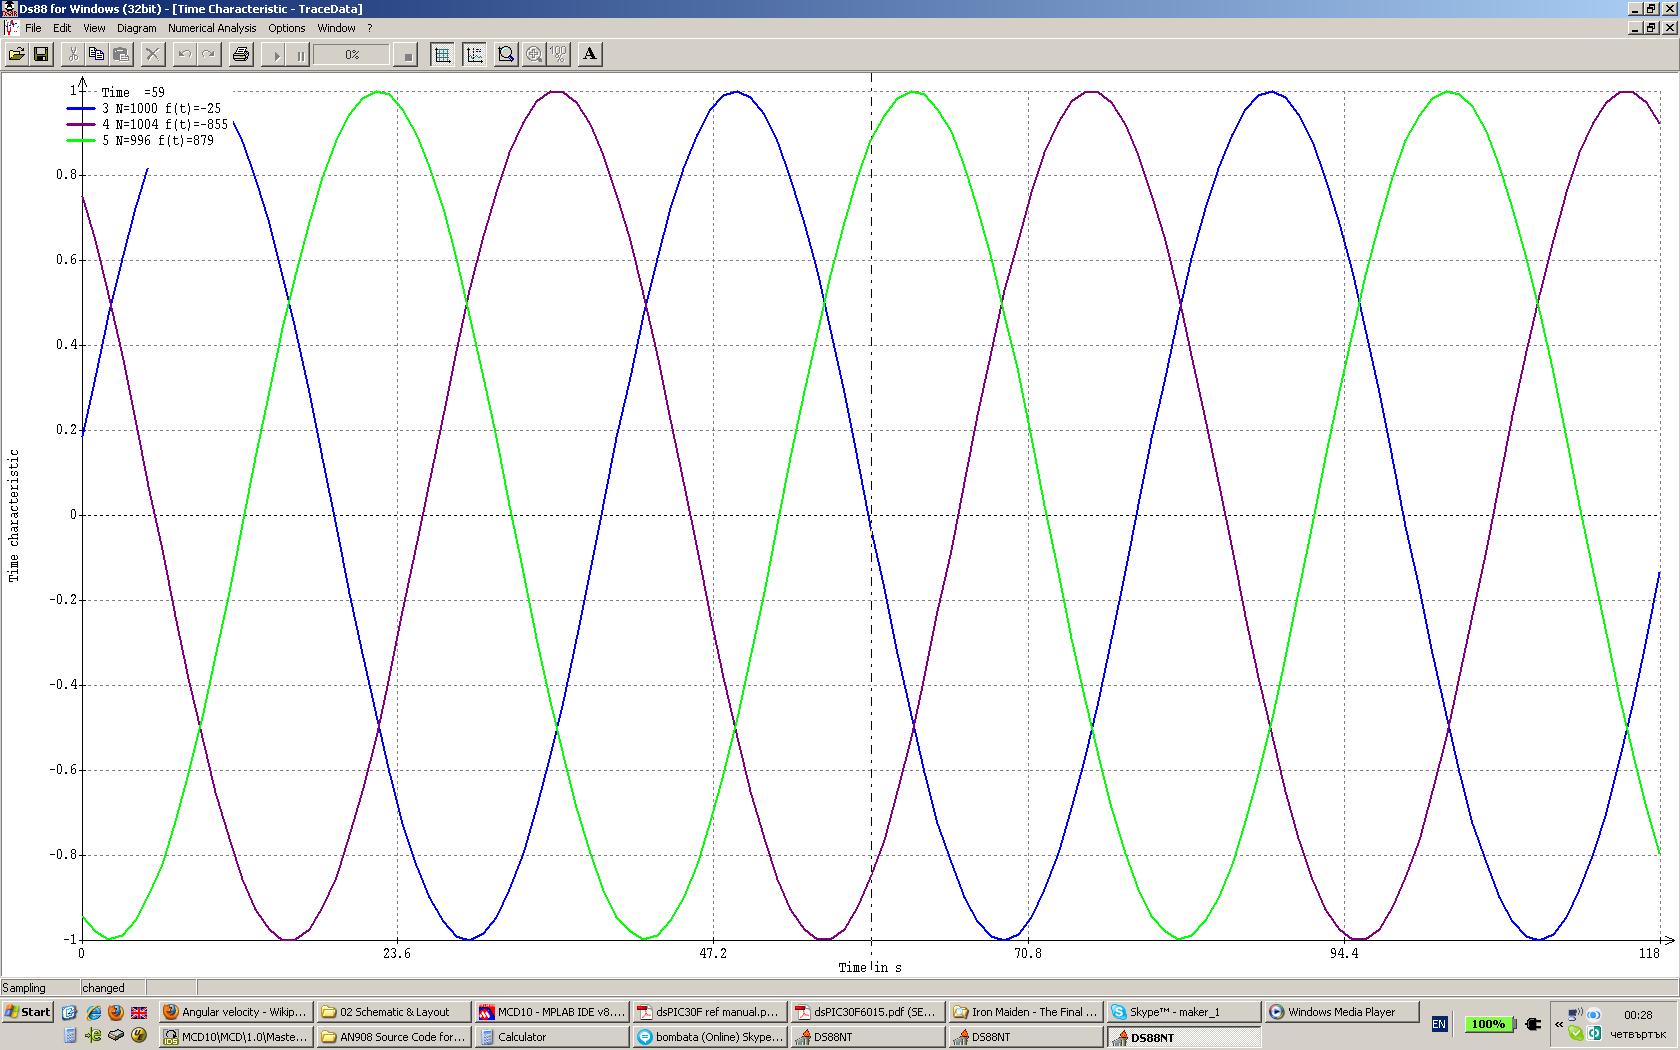 Ds88 for Windows (32bit) - [Time Characteristic - TraceData]
File Edit View Diagram Numerical Analysis Options Window ?
0% 100% A
Time =59
3 N=1000 f(t)=-25
4 N=1004 f(t)=-855
5 N=996 f(t)=879
1
0.8
0.6
0.4
0.2
0
-0.2
-0.4
-0.6
-0.8
-1
Time characteristic
0 23.6 47.2 70.8 94.4 118
Time in s
Sampling changed
Start Angular velocity - Wikip... 02 Schematic & Layout MCD10 - MPLAB IDE v8.... dsPIC30F ref manual.p... dsPIC30F6015.pdf (SE... Iron Maiden - The Final ... Skype™ - maker_1 Windows Media Player
MCD10\MCD\1.0\Maste... AN908 Source Code for... Calculator bombata (Online) Skype... DS88NT DS88NT DS88NT
EN 100% « 00:28
четвъртък